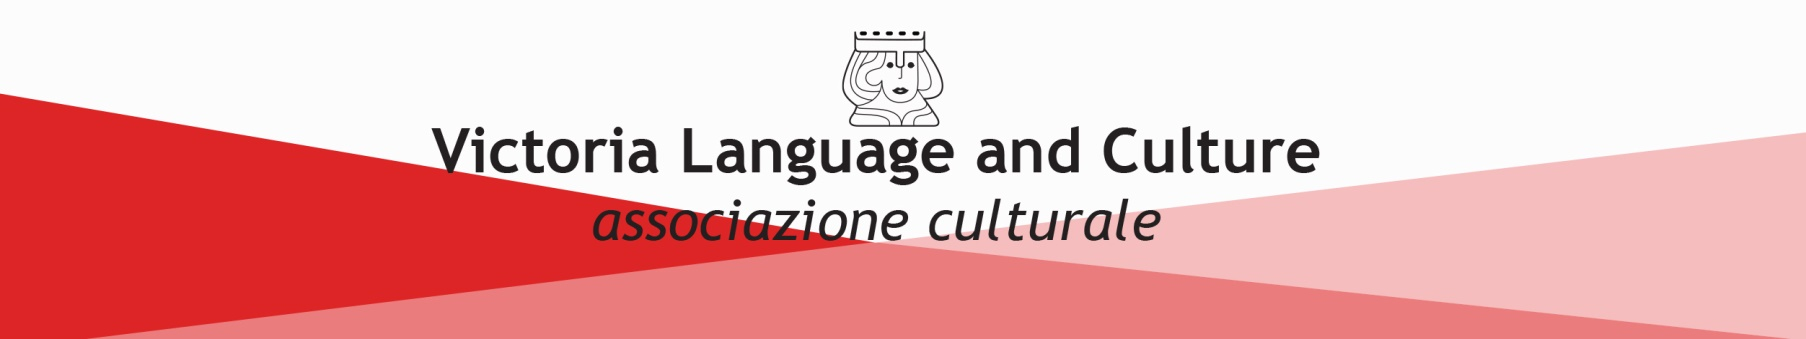 Victoria Language and Culture
associazione culturale